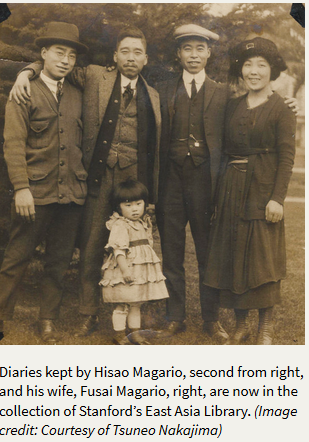 Diaries kept by Hisao Magario, second from right,
and his wife, Fusai Magario, right, are now in the
collection of Stanford’s East Asia Library. (Image
credit: Courtesy of Tsuneo Nakajima)